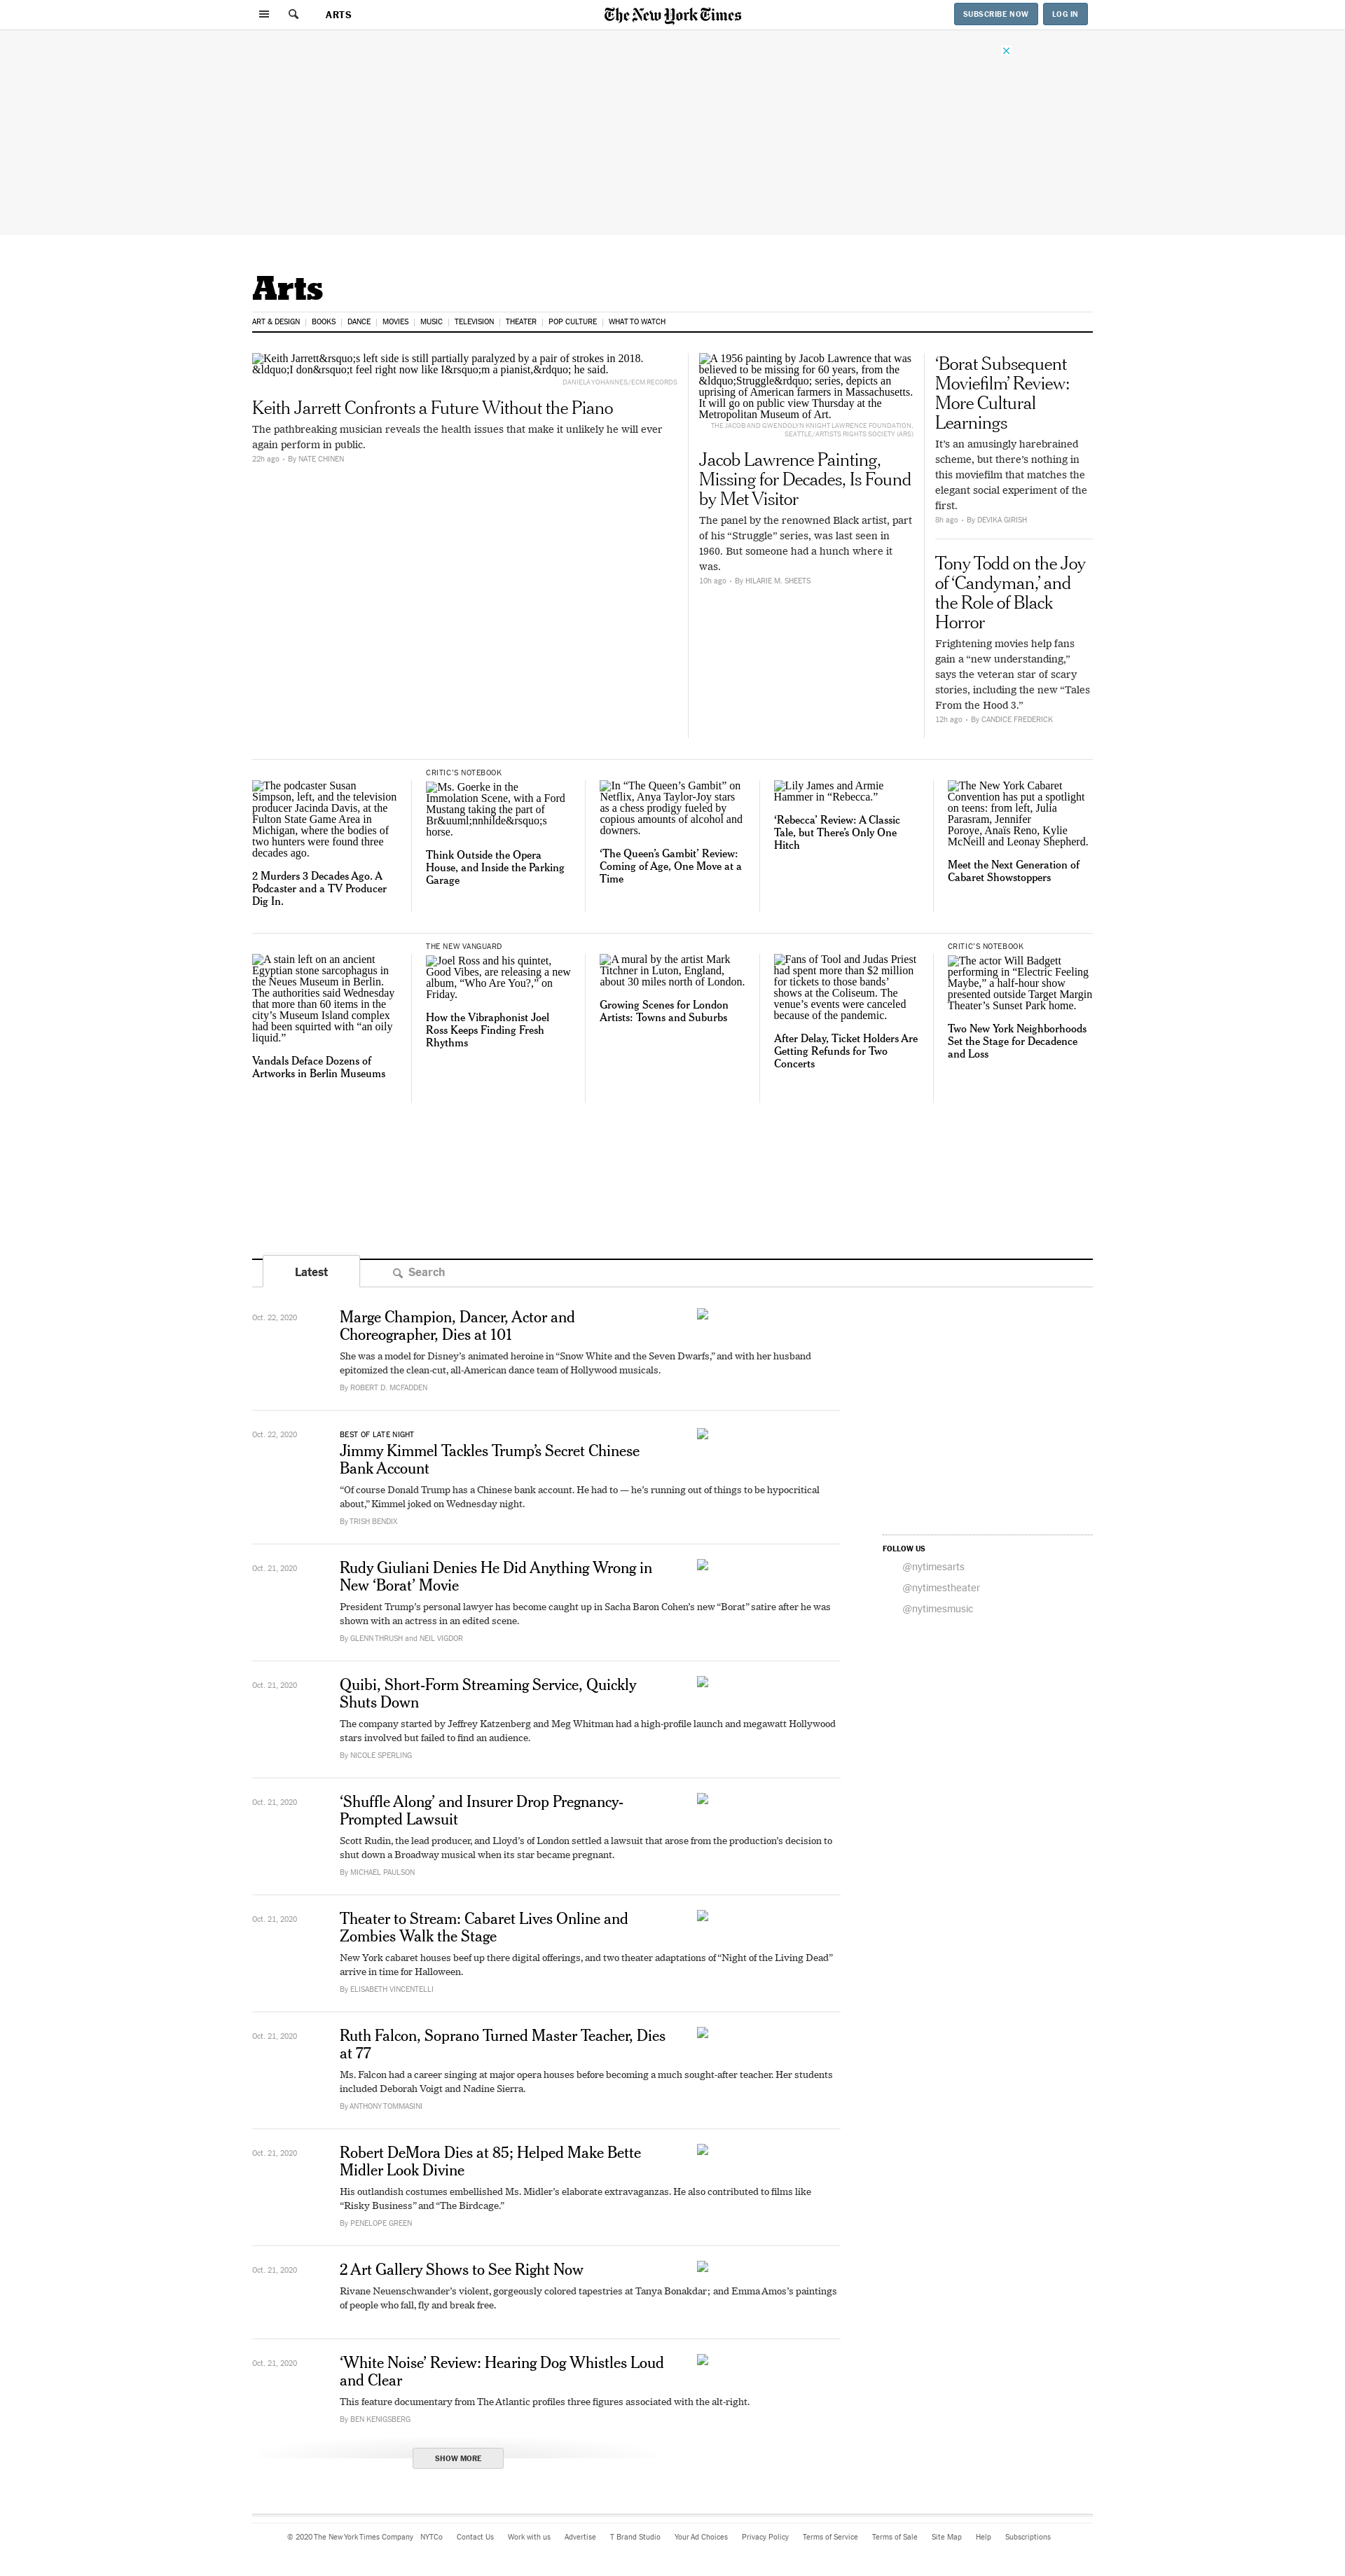 ARTS
The New York Times
SUBSCRIBE NOW
LOG IN
Arts
ART & DESIGN
BOOKS
DANCE
MOVIES
MUSIC
TELEVISION
THEATER
POP CULTURE
WHAT TO WATCH
Keith Jarrett&rsquo;s left side is still partially paralyzed by a pair of strokes in 2018.
&ldquo;I don&rsquo;t feel right now like I&rsquo;m a pianist,&rdquo; he said.
DANIELA YOHANNES/ECM RECORDS
Keith Jarrett Confronts a Future Without the Piano
The pathbreaking musician reveals the health issues that make it unlikely he will ever
again perform in public.
22h ago • By NATE CHINEN
A 1956 painting by Jacob Lawrence that was
believed to be missing for 60 years, from the
&ldquo;Struggle&rdquo; series, depicts an
uprising of American farmers in Massachusetts.
It will go on public view Thursday at the
Metropolitan Museum of Art.
THE JACOB AND GWENDOLYN KNIGHT LAWRENCE FOUNDATION,
SEATTLE/ARTISTS RIGHTS SOCIETY (ARS)
Jacob Lawrence Painting,
Missing for Decades, Is Found
by Met Visitor
The panel by the renowned Black artist, part
of his “Struggle” series, was last seen in
1960. But someone had a hunch where it
was.
10h ago • By HILARIE M. SHEETS
‘Borat Subsequent
Moviefilm’ Review:
More Cultural
Learnings
It’s an amusingly harebrained
scheme, but there’s nothing in
this moviefilm that matches the
elegant social experiment of the
first.
8h ago • By DEVIKA GIRISH
Tony Todd on the Joy
of ‘Candyman,’ and
the Role of Black
Horror
Frightening movies help fans
gain a “new understanding,”
says the veteran star of scary
stories, including the new “Tales
From the Hood 3.”
12h ago • By CANDICE FREDERICK
The podcaster Susan
Simpson, left, and the television
producer Jacinda Davis, at the
Fulton State Game Area in
Michigan, where the bodies of
two hunters were found three
decades ago.
2 Murders 3 Decades Ago. A
Podcaster and a TV Producer
Dig In.
CRITIC’S NOTEBOOK
Ms. Goerke in the
Immolation Scene, with a Ford
Mustang taking the part of
Br&uuml;nnhilde&rsquo;s
horse.
Think Outside the Opera
House, and Inside the Parking
Garage
In “The Queen’s Gambit” on
Netflix, Anya Taylor-Joy stars
as a chess prodigy fueled by
copious amounts of alcohol and
downers.
‘The Queen’s Gambit’ Review:
Coming of Age, One Move at a
Time
Lily James and Armie
Hammer in “Rebecca.”
‘Rebecca’ Review: A Classic
Tale, but There’s Only One
Hitch
The New York Cabaret
Convention has put a spotlight
on teens: from left, Julia
Parasram, Jennifer
Poroye, Anaïs Reno, Kylie
McNeill and Leonay Shepherd.
Meet the Next Generation of
Cabaret Showstoppers
A stain left on an ancient
Egyptian stone sarcophagus in
the Neues Museum in Berlin.
The authorities said Wednesday
that more than 60 items in the
city’s Museum Island complex
had been squirted with “an oily
liquid.”
Vandals Deface Dozens of
Artworks in Berlin Museums
THE NEW VANGUARD
Joel Ross and his quintet,
Good Vibes, are releasing a new
album, “Who Are You?,” on
Friday.
How the Vibraphonist Joel
Ross Keeps Finding Fresh
Rhythms
A mural by the artist Mark
Titchner in Luton, England,
about 30 miles north of London.
Growing Scenes for London
Artists: Towns and Suburbs
Fans of Tool and Judas Priest
had spent more than $2 million
for tickets to those bands’
shows at the Coliseum. The
venue’s events were canceled
because of the pandemic.
After Delay, Ticket Holders Are
Getting Refunds for Two
Concerts
CRITIC’S NOTEBOOK
The actor Will Badgett
performing in “Electric Feeling
Maybe,” a half-hour show
presented outside Target Margin
Theater’s Sunset Park home.
Two New York Neighborhoods
Set the Stage for Decadence
and Loss
Latest
Search
Oct. 22, 2020
Marge Champion, Dancer, Actor and
Choreographer, Dies at 101
She was a model for Disney’s animated heroine in “Snow White and the Seven Dwarfs,” and with her husband
epitomized the clean-cut, all-American dance team of Hollywood musicals.
By ROBERT D. MCFADDEN
Oct. 22, 2020
BEST OF LATE NIGHT
Jimmy Kimmel Tackles Trump’s Secret Chinese
Bank Account
“Of course Donald Trump has a Chinese bank account. He had to — he’s running out of things to be hypocritical
about,” Kimmel joked on Wednesday night.
By TRISH BENDIX
FOLLOW US
@nytimesarts
@nytimestheater
@nytimesmusic
Oct. 21, 2020
Rudy Giuliani Denies He Did Anything Wrong in
New ‘Borat’ Movie
President Trump’s personal lawyer has become caught up in Sacha Baron Cohen’s new “Borat” satire after he was
shown with an actress in an edited scene.
By GLENN THRUSH and NEIL VIGDOR
Oct. 21, 2020
Quibi, Short-Form Streaming Service, Quickly
Shuts Down
The company started by Jeffrey Katzenberg and Meg Whitman had a high-profile launch and megawatt Hollywood
stars involved but failed to find an audience.
By NICOLE SPERLING
Oct. 21, 2020
‘Shuffle Along’ and Insurer Drop Pregnancy-
Prompted Lawsuit
Scott Rudin, the lead producer, and Lloyd’s of London settled a lawsuit that arose from the production’s decision to
shut down a Broadway musical when its star became pregnant.
By MICHAEL PAULSON
Oct. 21, 2020
Theater to Stream: Cabaret Lives Online and
Zombies Walk the Stage
New York cabaret houses beef up there digital offerings, and two theater adaptations of “Night of the Living Dead”
arrive in time for Halloween.
By ELISABETH VINCENTELLI
Oct. 21, 2020
Ruth Falcon, Soprano Turned Master Teacher, Dies
at 77
Ms. Falcon had a career singing at major opera houses before becoming a much sought-after teacher. Her students
included Deborah Voigt and Nadine Sierra.
By ANTHONY TOMMASINI
Oct. 21, 2020
Robert DeMora Dies at 85; Helped Make Bette
Midler Look Divine
His outlandish costumes embellished Ms. Midler’s elaborate extravaganzas. He also contributed to films like
“Risky Business” and “The Birdcage.”
By PENELOPE GREEN
Oct. 21, 2020
2 Art Gallery Shows to See Right Now
Rivane Neuenschwander’s violent, gorgeously colored tapestries at Tanya Bonakdar; and Emma Amos’s paintings
of people who fall, fly and break free.
Oct. 21, 2020
‘White Noise’ Review: Hearing Dog Whistles Loud
and Clear
This feature documentary from The Atlantic profiles three figures associated with the alt-right.
By BEN KENIGSBERG
SHOW MORE
© 2020 The New York Times Company
NYTCo
Contact Us
Work with us
Advertise
T Brand Studio
Your Ad Choices
Privacy Policy
Terms of Service
Terms of Sale
Site Map
Help
Subscriptions